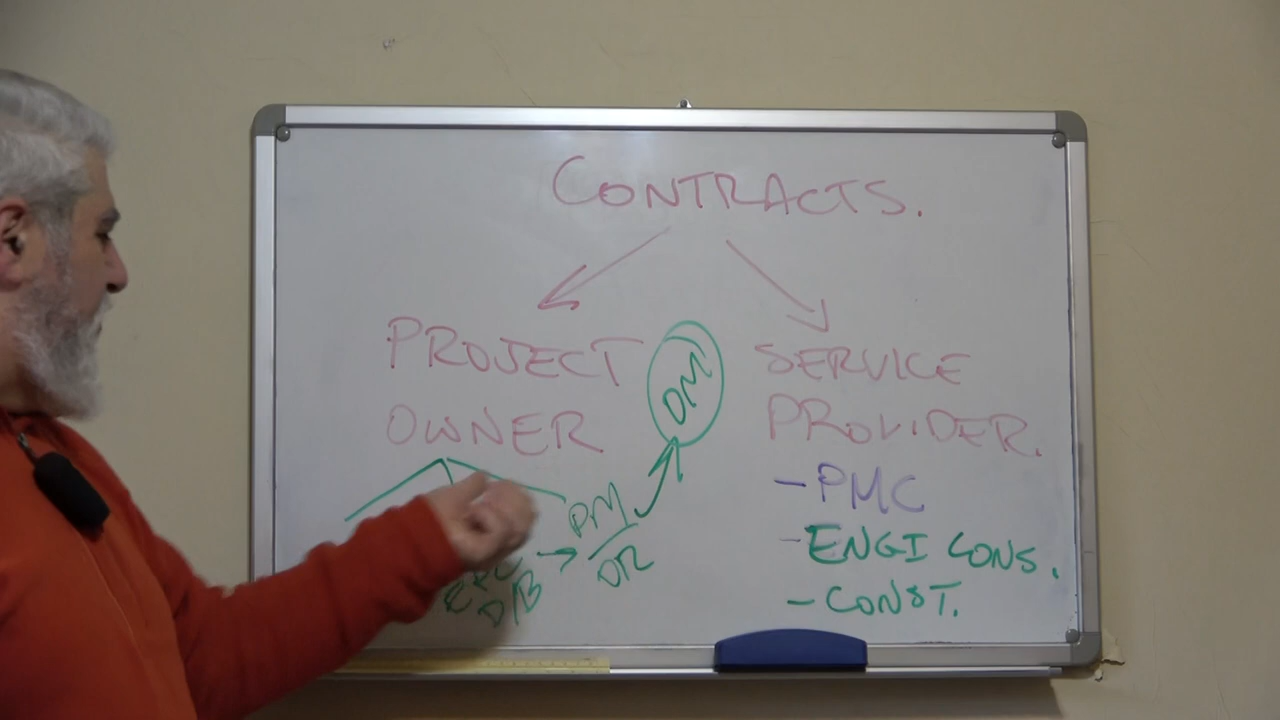 CONTRACTS.
PROJECT
OWNER
DM
SERVICE
PROVIDER.
- PMC
- ENGI CONS.
- CONST.
PM
DR
D/B